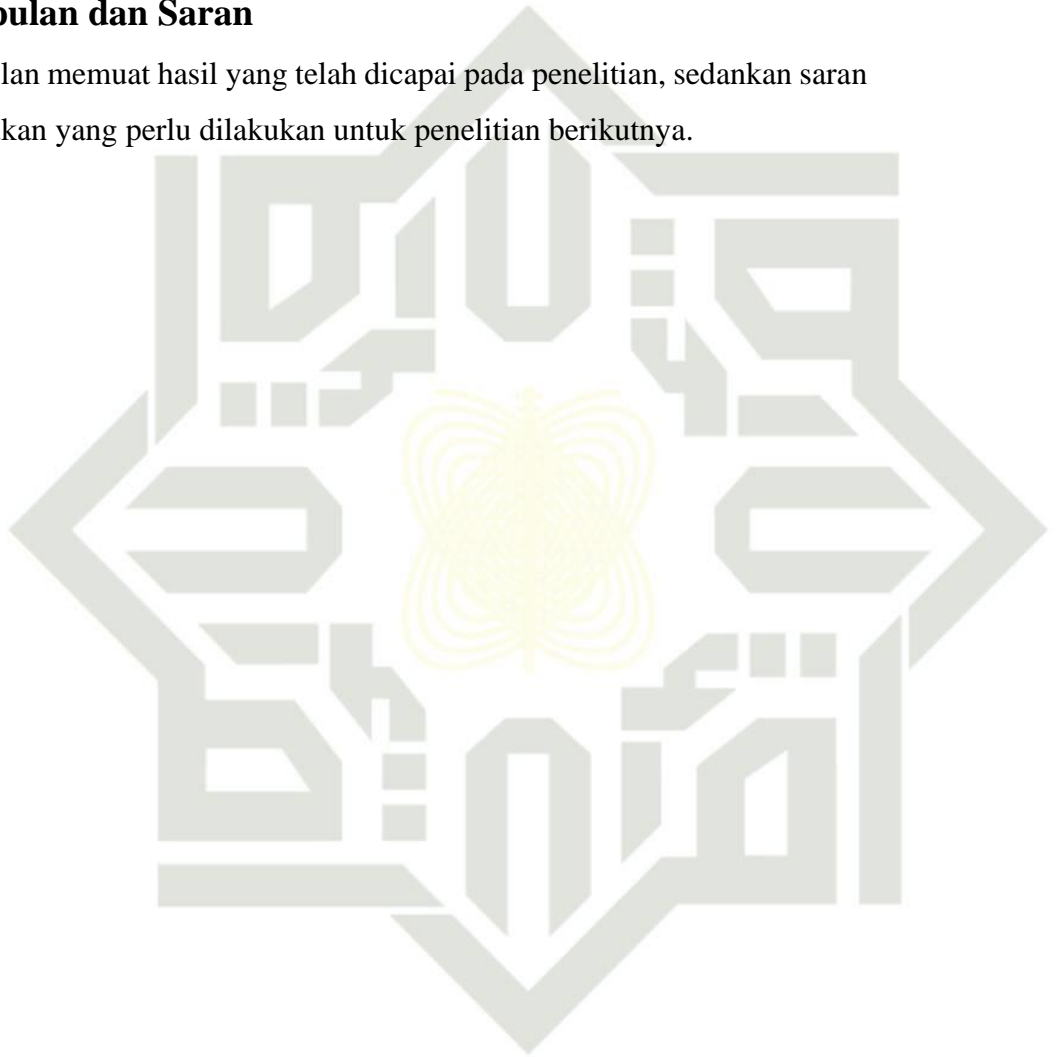 pulan dan Saran
lan memuat hasil yang telah dicapai pada penelitian, sedankan saran
kan yang perlu dilakukan untuk penelitian berikutnya.